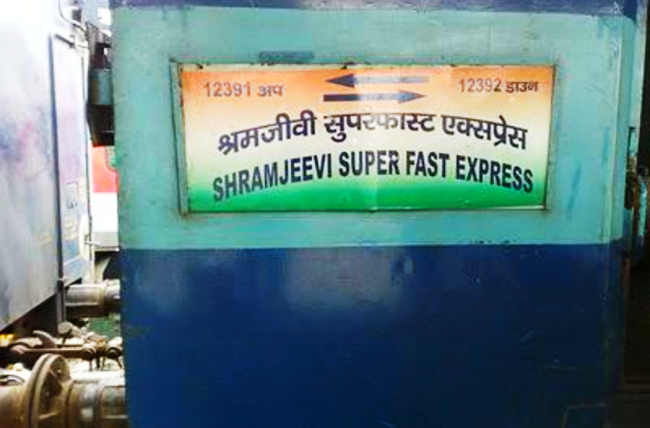 12391 अप 12392 डाउन
श्रमजीवी सुपरफास्ट एक्सप्रेस
SHRAMJEEVI SUPER FAST EXPRESS